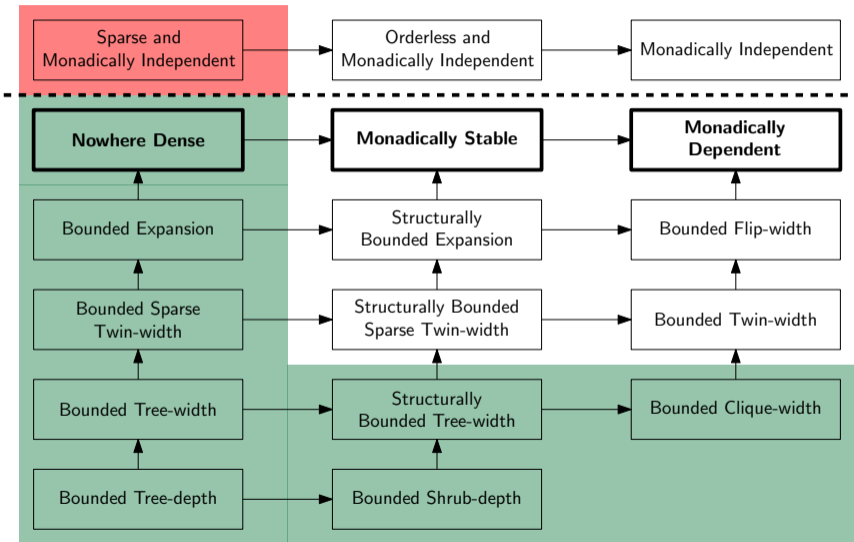 Sparse and
Monadically Independent
Orderless and
Monadically Independent
Monadically Independent
Nowhere Dense
Monadically Stable
Monadically
Dependent
Bounded Expansion
Structurally
Bounded Expansion
Bounded Flip-width
Bounded Sparse
Twin-width
Structurally Bounded
Sparse Twin-width
Bounded Twin-width
Bounded Tree-width
Structurally
Bounded Tree-width
Bounded Clique-width
Bounded Tree-depth
Bounded Shrub-depth